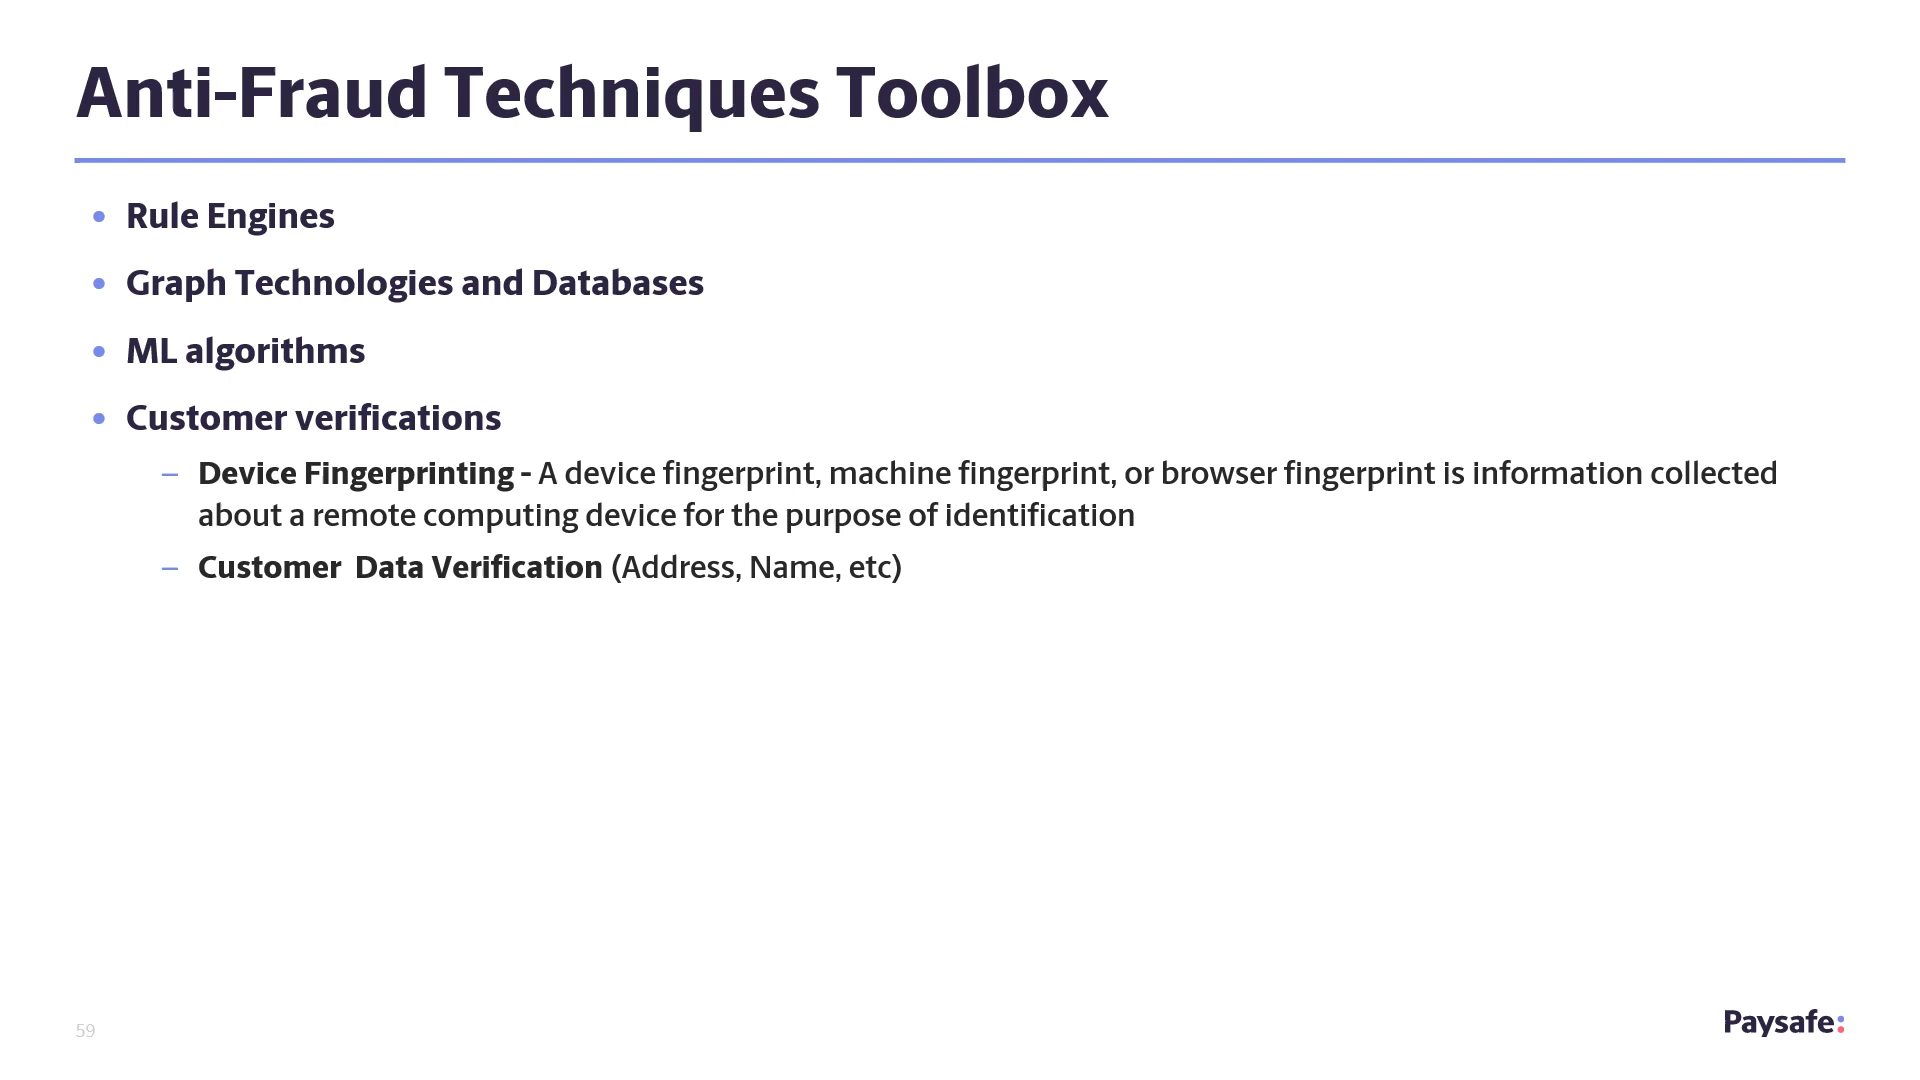 Anti-Fraud Techniques Toolbox
• Rule Engines
• Graph Technologies and Databases
• ML algorithms
• Customer verifications
– Device Fingerprinting - A device fingerprint, machine fingerprint, or browser fingerprint is information collected
about a remote computing device for the purpose of identification
– Customer  Data Verification (Address, Name, etc)
59
Paysafe: